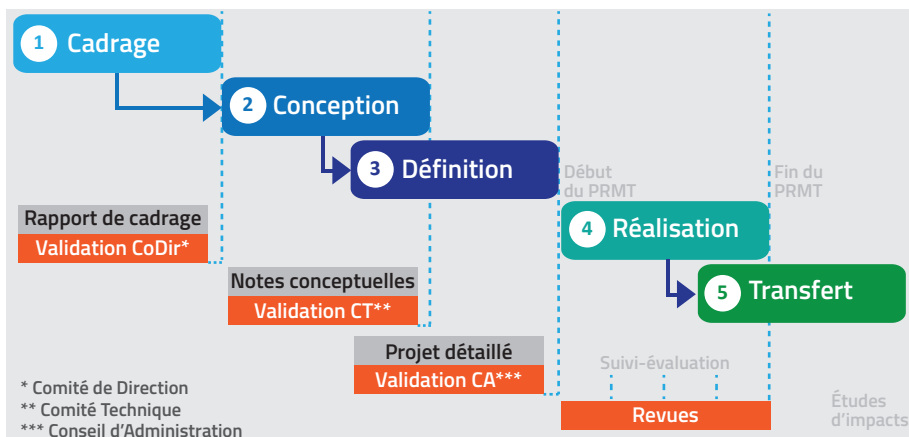 1 Cadrage
2 Conception
3 Définition
Début
du PRMT
Fin du
PRMT
Rapport de cadrage
Validation CoDir*
4 Réalisation
Notes conceptuelles
Validation CT**
5 Transfert
Projet détaillé
Validation CA***
Suivi-évaluation
* Comité de Direction
** Comité Technique
*** Conseil d'Administration
Revues
Études
d'impacts